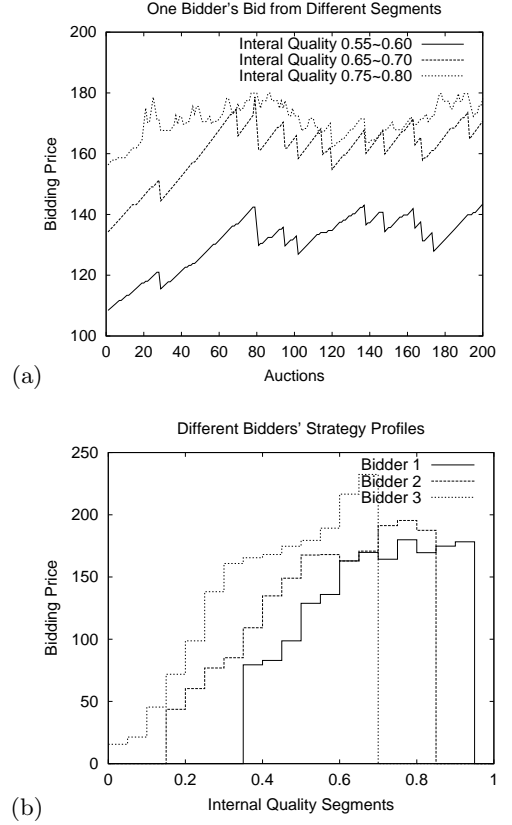 One Bidder's Bid from Different Segments
200
180
160
140
120
100
Bidding Price
Interal Quality 0.55~0.60
Interal Quality 0.65~0.70
Interal Quality 0.75~0.80
0 20 40 60 80 100 120 140 160 180 200
Auctions
(a)
Different Bidders' Strategy Profiles
250
200
150
100
50
0
Bidding Price
Bidder 1
Bidder 2
Bidder 3
0 0.2 0.4 0.6 0.8 1
Internal Quality Segments
(b)